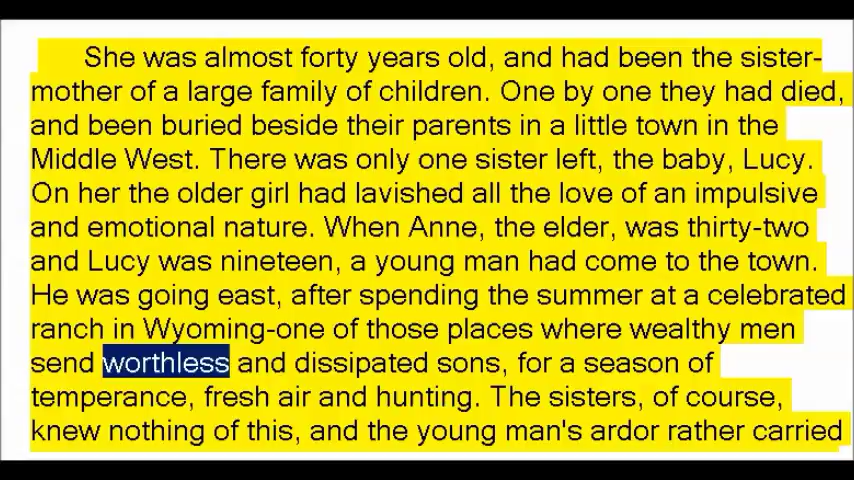 She was almost forty years old, and had been the sister-
mother of a large family of children. One by one they had died,
and been buried beside their parents in a little town in the
Middle West. There was only one sister left, the baby, Lucy.
On her the older girl had lavished all the love of an impulsive
and emotional nature. When Anne, the elder, was thirty-two
and Lucy was nineteen, a young man had come to the town.
He was going east, after spending the summer at a celebrated
ranch in Wyoming-one of those places where wealthy men
send worthless and dissipated sons, for a season of
temperance, fresh air and hunting. The sisters, of course,
knew nothing of this, and the young man's ardor rather carried